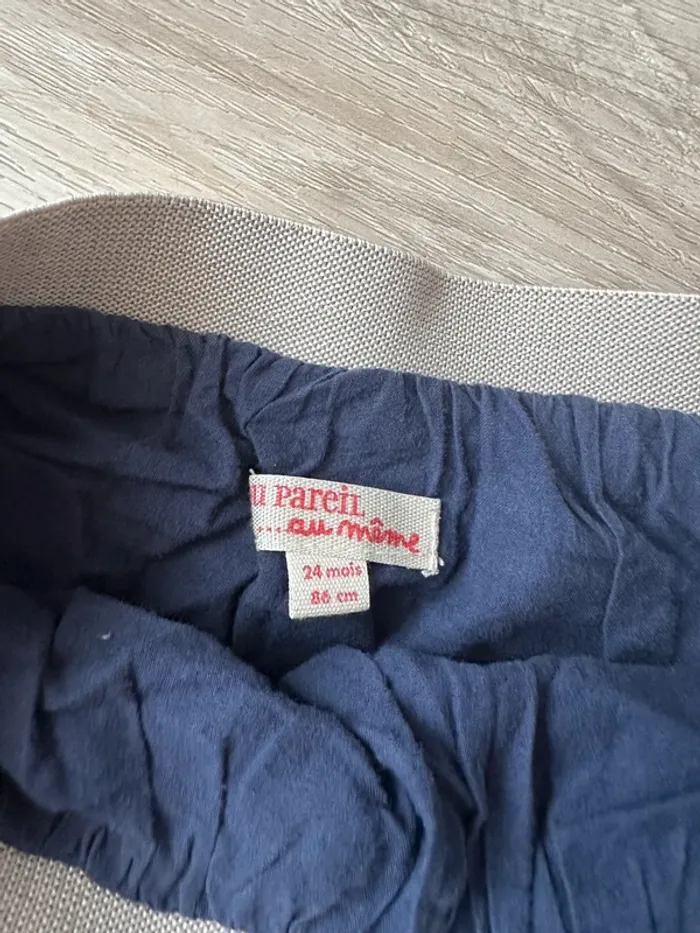 u Pareil
....au même
24 mois
86 cm